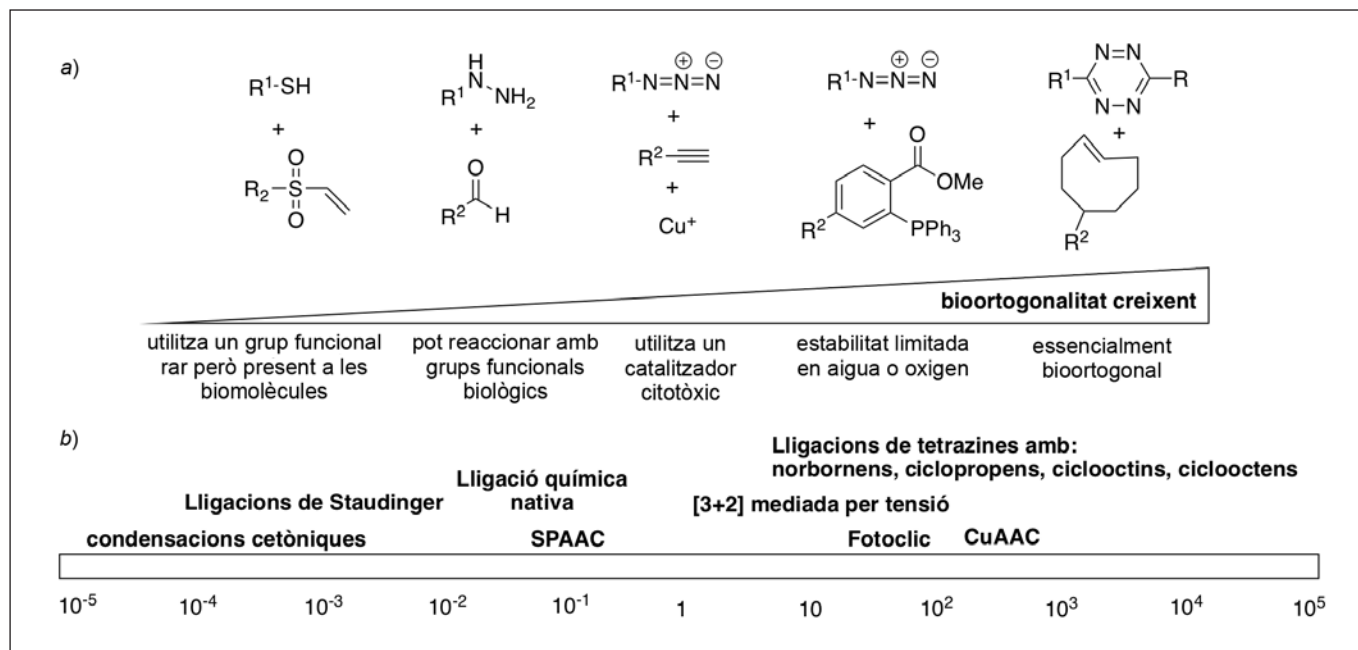 a)
R¹-SH
+
R₂
S
O
O
R¹
H
N
NH₂
+
O
R²
H
R¹-N=N=N
⊕ ⊖
+
R²
+
Cu⁺
R¹-N=N=N
⊕ ⊖
+
O
OMe
R²
PPh₃
N=N
R¹
R
N=N
+
R²
bioortogonalitat creixent
utilitza un grup funcional
rar però present a les
biomolècules
pot reaccionar amb
grups funcionals
biològics
utilitza un
catalitzador
citotòxic
estabilitat limitada
en aigua o oxigen
essencialment
bioortogonal
b)
Lligacions de tetrazines amb:
norbornens, ciclopropens, ciclooctins, ciclooctens
Lligacions de Staudinger
Lligació química
nativa
[3+2] mediada per tensió
condensacions cetòniques
SPAAC
Fotoclic
CuAAC
10⁻⁵ 10⁻⁴ 10⁻³ 10⁻² 10⁻¹ 1 10 10² 10³ 10⁴ 10⁵